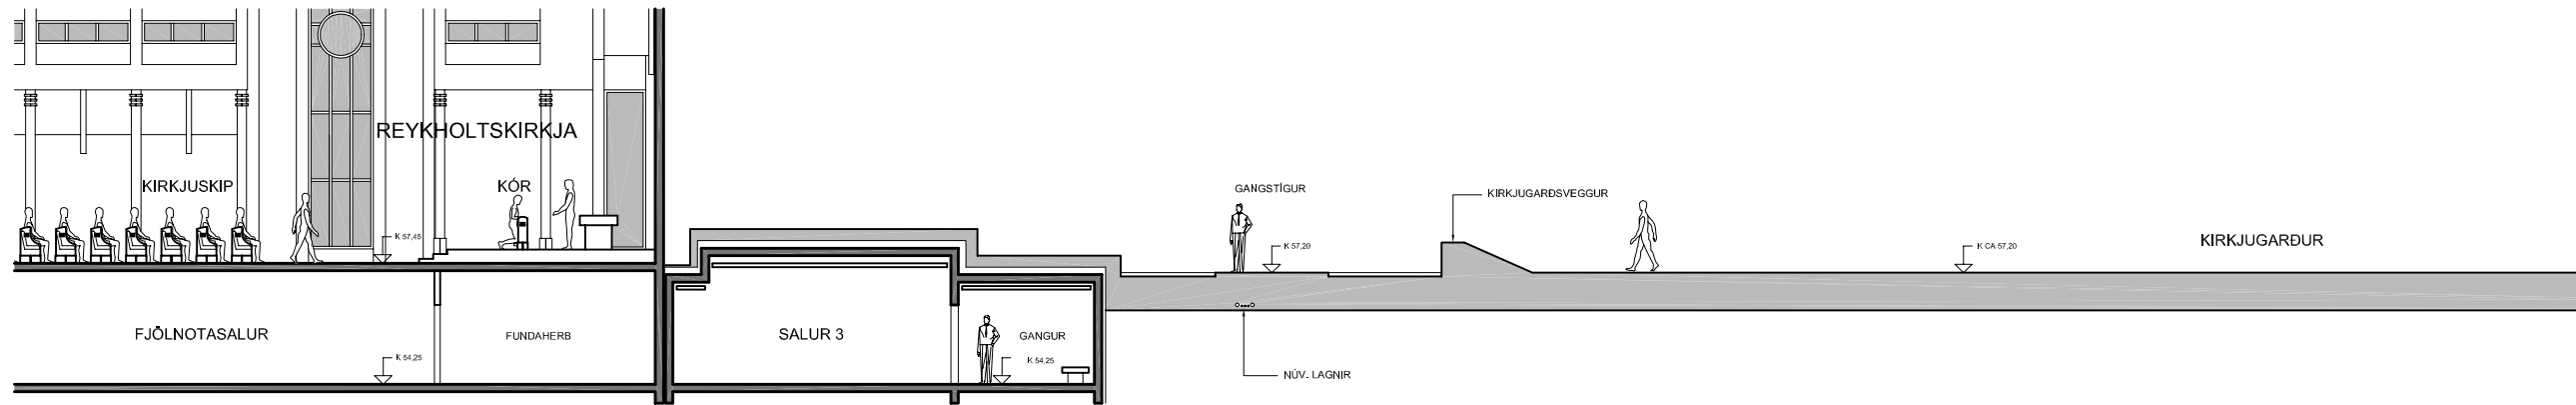 REYKHOLTSKIRKJA
KIRKJUSKIP
KÓR
GANGSTÍGUR
KIRKJUGARÐSVEGGUR
K 57,45
K 57,20
K CA 57,20
KIRKJUGARÐUR
FJÖLNOTASALUR
FUNDAHERB
SALUR 3
GANGUR
K 54,25
K 54,25
NÚV. LAGNIR